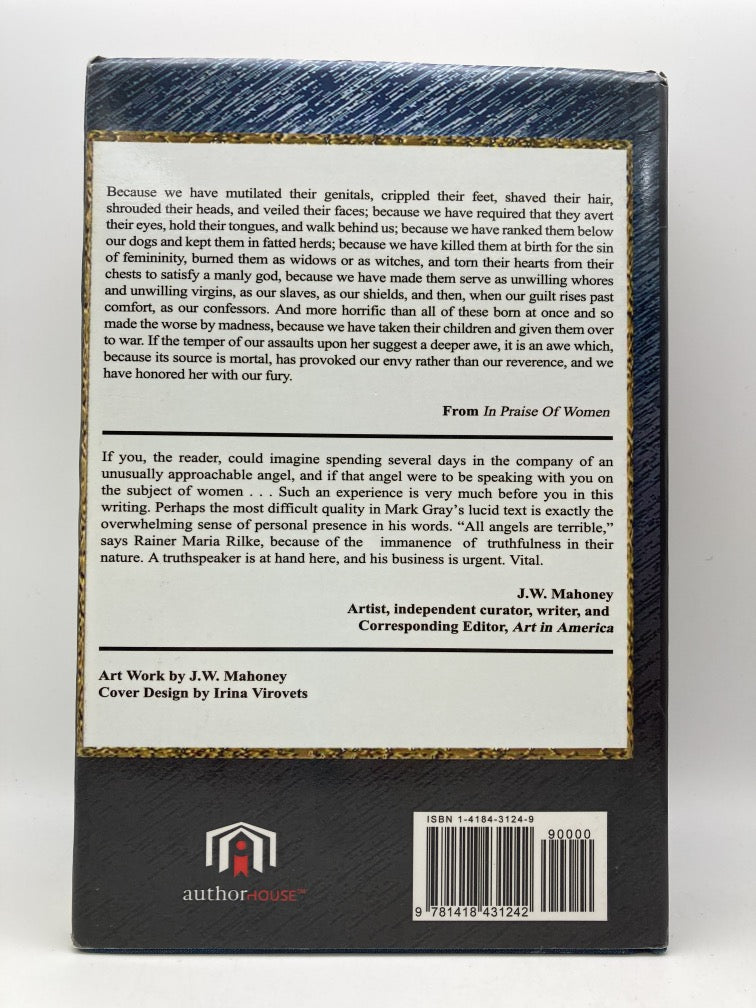 Because we have mutilated their genitals, crippled their feet, shaved their hair,
shrouded their heads, and veiled their faces; because we have required that they avert
their eyes, hold their tongues, and walk behind us; because we have ranked them below
our dogs and kept them in fatted herds; because we have killed them at birth for the sin
of femininity, burned them as widows or as witches, and torn their hearts from their
chests to satisfy a manly god, because we have made them serve as unwilling whores
and unwilling virgins, as our slaves, as our shields, and then, when our guilt rises past
comfort, as our confessors. And more horrific than all of these born at once and so
made the worse by madness, because we have taken their children and given them over
to war. If the temper of our assaults upon her suggest a deeper awe, it is an awe which,
because its source is mortal, has provoked our envy rather than our reverence, and we
have honored her with our fury.
From In Praise Of Women
If you, the reader, could imagine spending several days in the company of an
unusually approachable angel, and if that angel were to be speaking with you on
the subject of women . . . Such an experience is very much before you in this
writing. Perhaps the most difficult quality in Mark Gray's lucid text is exactly the
overwhelming sense of personal presence in his words. “All angels are terrible,”
says Rainer Maria Rilke, because of the immanence of truthfulness in their
nature. A truthspeaker is at hand here, and his business is urgent. Vital.
J.W. Mahoney
Artist, independent curator, writer, and
Corresponding Editor, Art in America
Art Work by J.W. Mahoney
Cover Design by Irina Virovets
authorHOUSE™
ISBN 1-4184-3124-9
90000
9 781418 431242